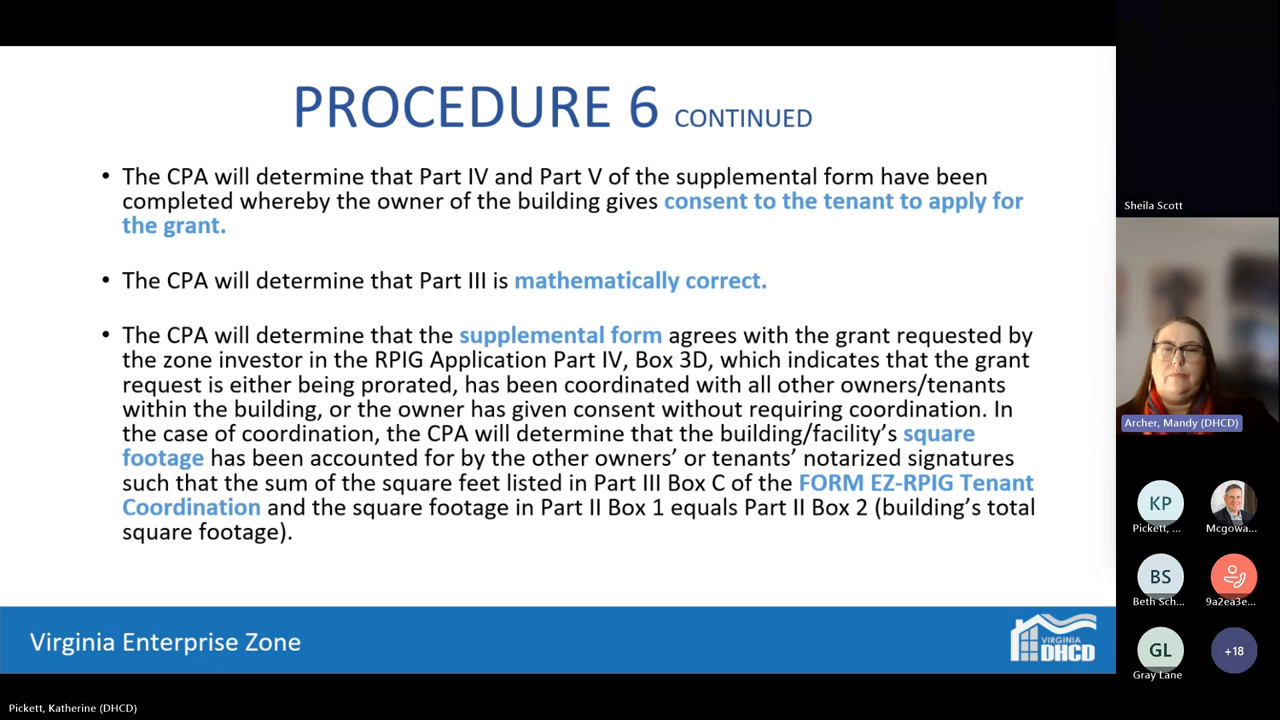 PROCEDURE 6 CONTINUED
• The CPA will determine that Part IV and Part V of the supplemental form have been
completed whereby the owner of the building gives consent to the tenant to apply for
the grant.
• The CPA will determine that Part III is mathematically correct.
• The CPA will determine that the supplemental form agrees with the grant requested by
the zone investor in the RPIG Application Part IV, Box 3D, which indicates that the grant
request is either being prorated, has been coordinated with all other owners/tenants
within the building, or the owner has given consent without requiring coordination. In
the case of coordination, the CPA will determine that the building/facility's square
footage has been accounted for by the other owners' or tenants' notarized signatures
such that the sum of the square feet listed in Part III Box C of the FORM EZ-RPIG Tenant
Coordination and the square footage in Part II Box 1 equals Part II Box 2 (building's total
square footage).
Virginia Enterprise Zone
VIRGINIA
DHCD
Pickett, Katherine (DHCD)
Sheila Scott
Archer, Mandy (DHCD)
KP
Pickett, ...
Mcgowa...
BS
Beth Sch...
9a2ea3e...
GL
Gray Lane
+18